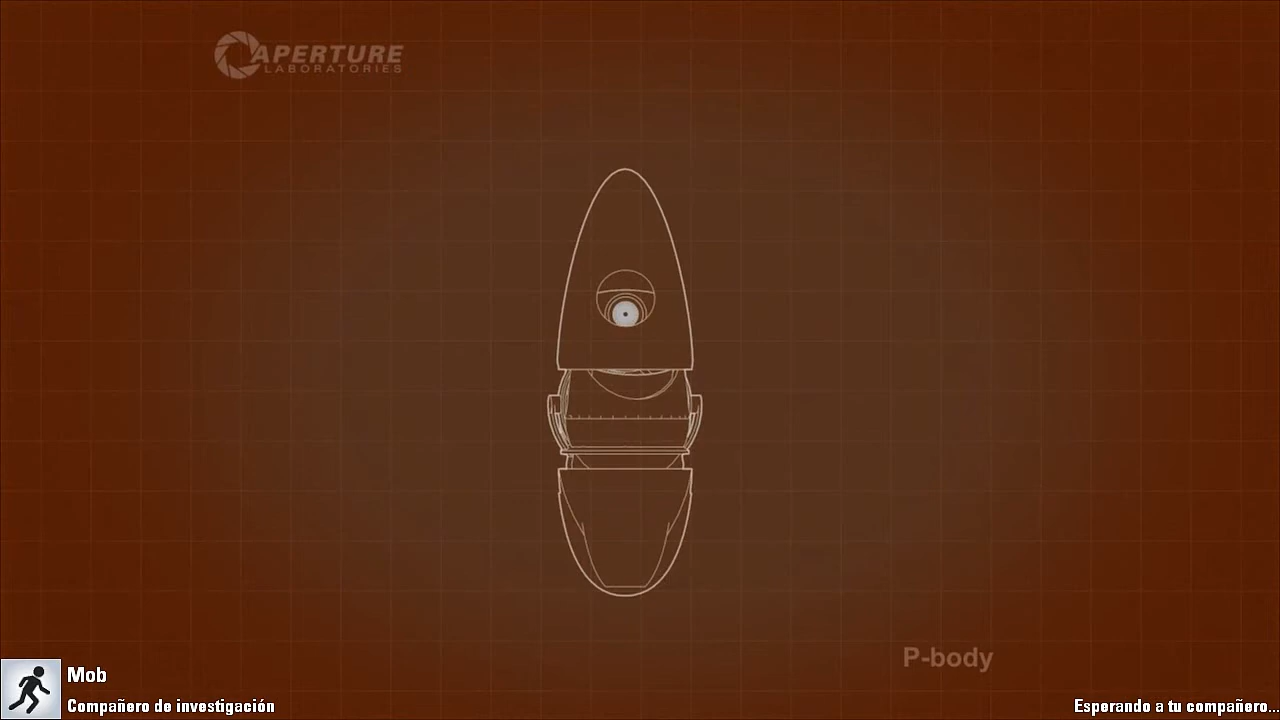 APERTURE
LABORATORIES
P-body
Mob
Compañero de investigación
Esperando a tu compañero...